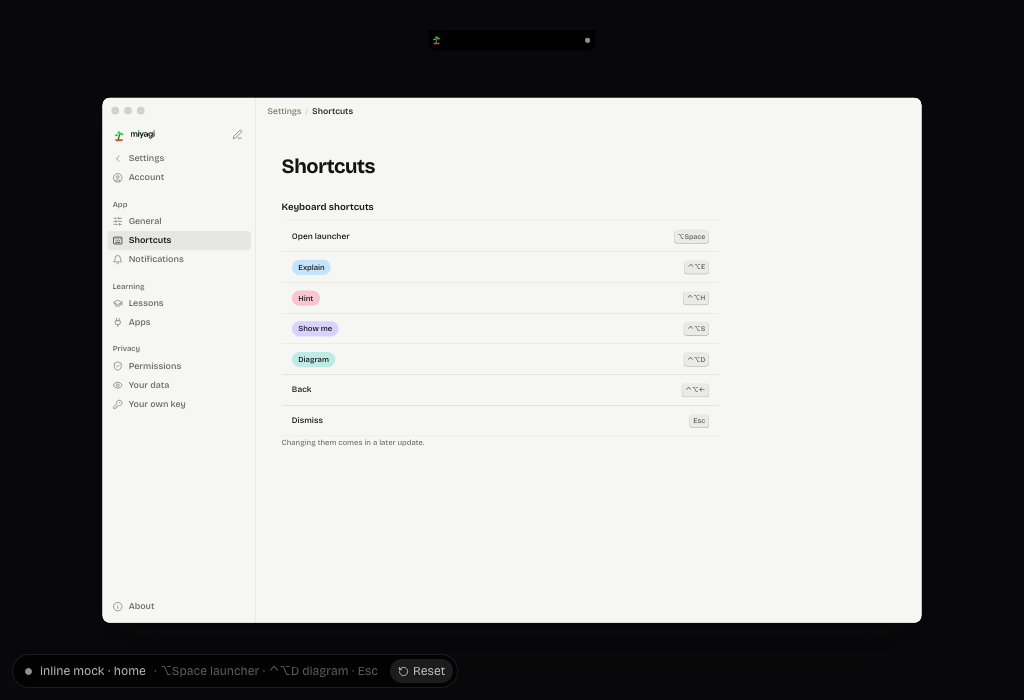 miyagi
Settings
Account
App
General
Shortcuts
Notifications
Learning
Lessons
Apps
Privacy
Permissions
Your data
Your own key
About
Settings / Shortcuts
Shortcuts
Keyboard shortcuts
Open launcher ⌥Space
Explain ^⌥E
Hint ^⌥H
Show me ^⌥S
Diagram ^⌥D
Back ^⌥←
Dismiss Esc
Changing them comes in a later update.
inline mock · home · ⌥Space launcher · ^⌥D diagram · Esc Reset